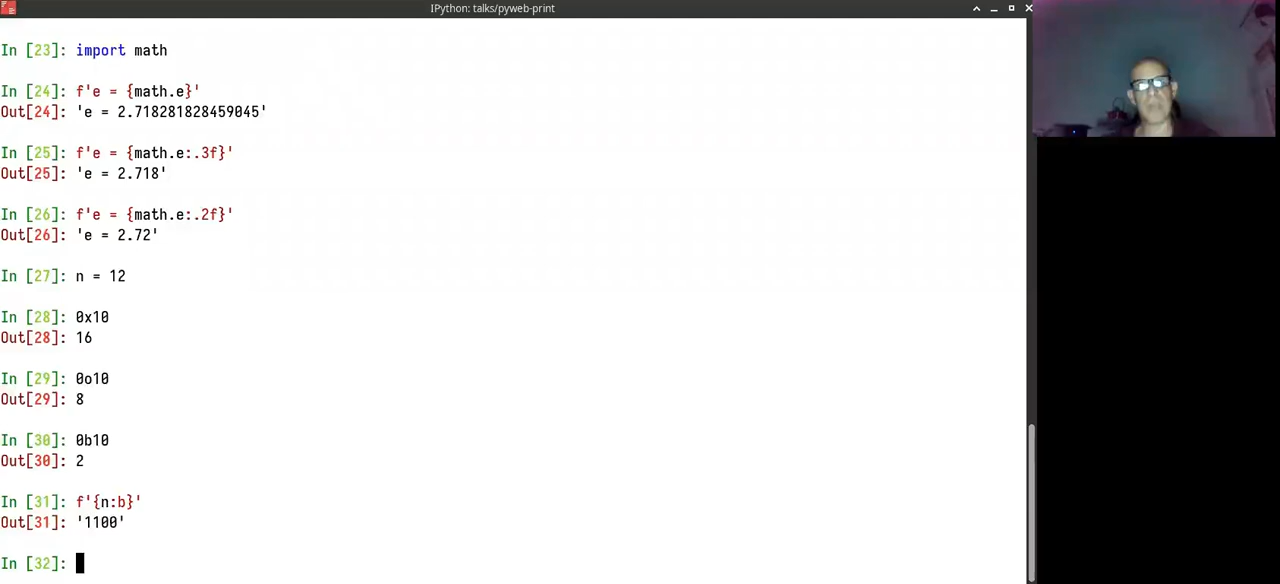 IPython: talks/pyweb-print
In [23]: import math
In [24]: f'e = {math.e}'
Out[24]: 'e = 2.718281828459045'
In [25]: f'e = {math.e:.3f}'
Out[25]: 'e = 2.718'
In [26]: f'e = {math.e:.2f}'
Out[26]: 'e = 2.72'
In [27]: n = 12
In [28]: 0x10
Out[28]: 16
In [29]: 0o10
Out[29]: 8
In [30]: 0b10
Out[30]: 2
In [31]: f'{n:b}'
Out[31]: '1100'
In [32]: